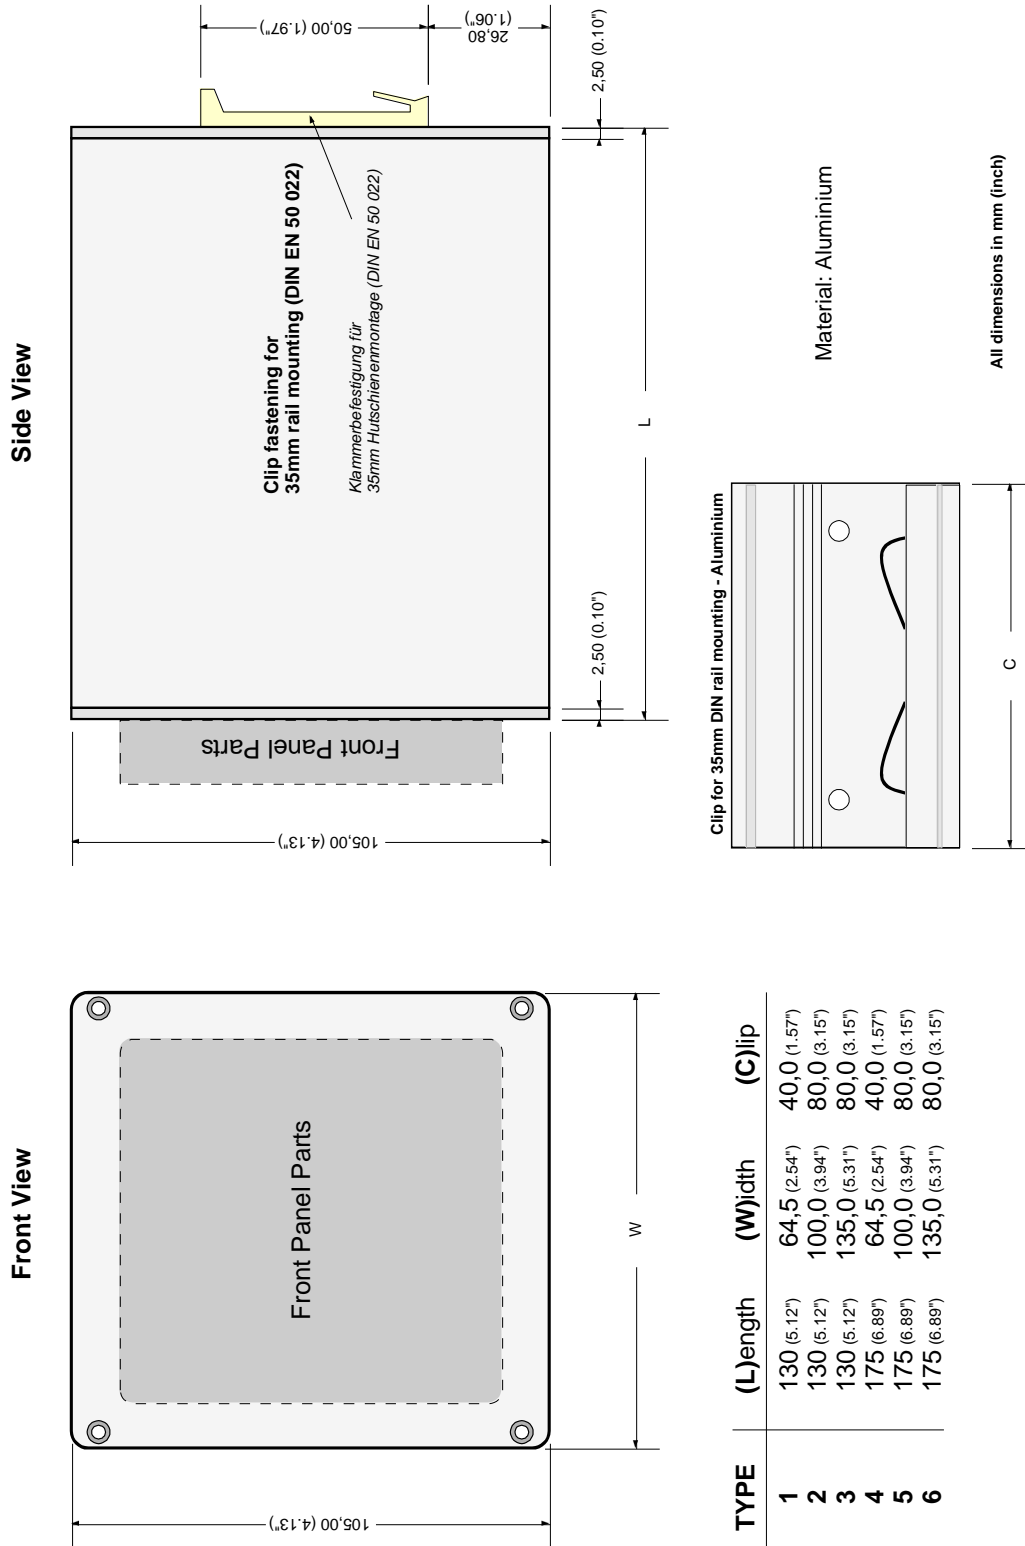 Front View
105,00 (4.13")
Front Panel Parts
W
Side View
105,00 (4.13")
Front Panel Parts
Clip fastening for
35mm rail mounting (DIN EN 50 022)
Klammerbefestigung für
35mm Hutschienenmontage (DIN EN 50 022)
50,00 (1.97")
26,80
(1.06")
2,50 (0.10")
2,50 (0.10")
L
TYPE (L)ength (W)idth (C)lip
1 130 (5.12") 64,5 (2.54") 40,0 (1.57")
2 130 (5.12") 100,0 (3.94") 80,0 (3.15")
3 130 (5.12") 135,0 (5.31") 80,0 (3.15")
4 175 (6.89") 64,5 (2.54") 40,0 (1.57")
5 175 (6.89") 100,0 (3.94") 80,0 (3.15")
6 175 (6.89") 135,0 (5.31") 80,0 (3.15")
Clip for 35mm DIN rail mounting - Aluminium
C
Material: Aluminium
All dimensions in mm (inch)